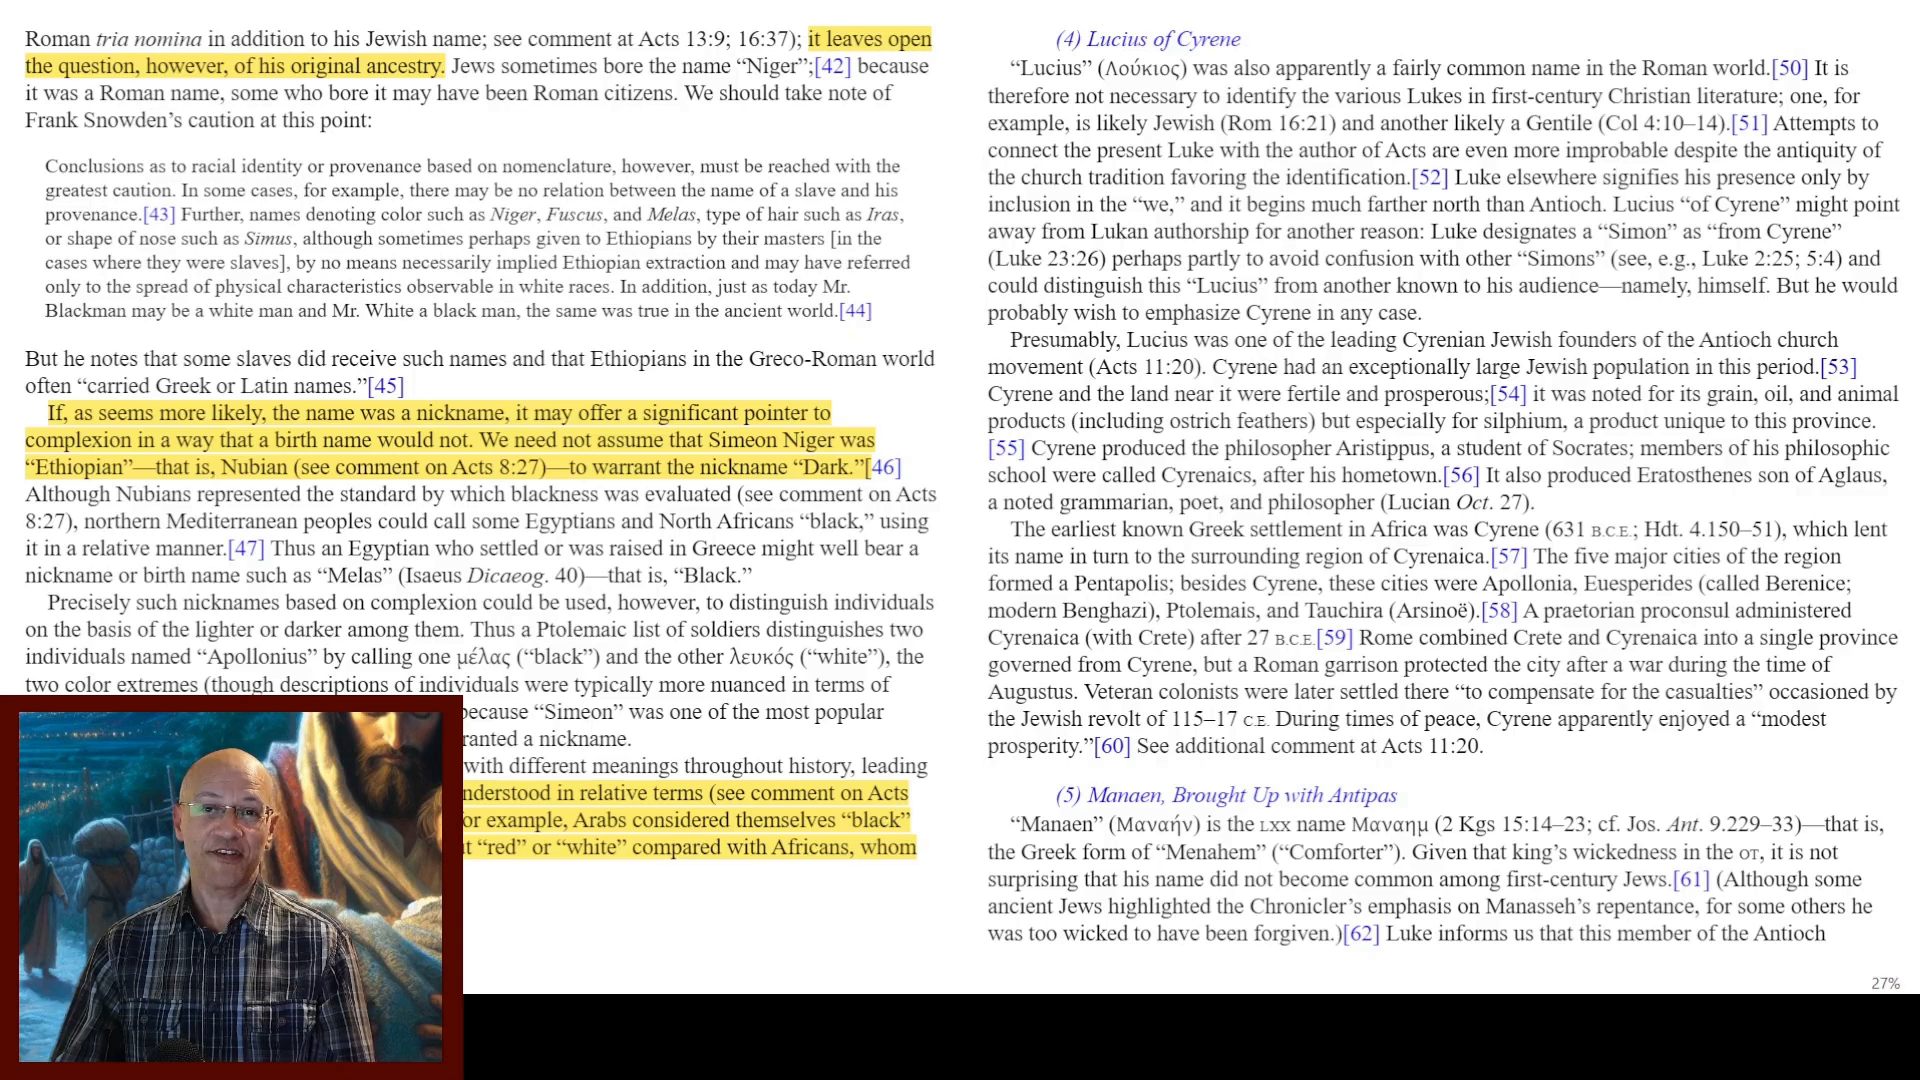 Roman tria nomina in addition to his Jewish name; see comment at Acts 13:9; 16:37); it leaves open
the question, however, of his original ancestry. Jews sometimes bore the name “Niger”;[42] because
it was a Roman name, some who bore it may have been Roman citizens. We should take note of
Frank Snowden’s caution at this point:
Conclusions as to racial identity or provenance based on nomenclature, however, must be reached with the
greatest caution. In some cases, for example, there may be no relation between the name of a slave and his
provenance.[43] Further, names denoting color such as Niger, Fuscus, and Melas, type of hair such as Iras,
or shape of nose such as Simus, although sometimes perhaps given to Ethiopians by their masters [in the
cases where they were slaves], by no means necessarily implied Ethiopian extraction and may have referred
only to the spread of physical characteristics observable in white races. In addition, just as today Mr.
Blackman may be a white man and Mr. White a black man, the same was true in the ancient world.[44]
But he notes that some slaves did receive such names and that Ethiopians in the Greco-Roman world
often “carried Greek or Latin names.”[45]
If, as seems more likely, the name was a nickname, it may offer a significant pointer to
complexion in a way that a birth name would not. We need not assume that Simeon Niger was
“Ethiopian”—that is, Nubian (see comment on Acts 8:27)—to warrant the nickname “Dark.”[46]
Although Nubians represented the standard by which blackness was evaluated (see comment on Acts
8:27), northern Mediterranean peoples could call some Egyptians and North Africans “black,” using
it in a relative manner.[47] Thus an Egyptian who settled or was raised in Greece might well bear a
nickname or birth name such as “Melas” (Isaeus Dicaeog. 40)—that is, “Black.”
Precisely such nicknames based on complexion could be used, however, to distinguish individuals
on the basis of the lighter or darker among them. Thus a Ptolemaic list of soldiers distinguishes two
individuals named “Apollonius” by calling one μέλας (“black”) and the other λευκός (“white”), the
two color extremes (though descriptions of individuals were typically more nuanced in terms of
because “Simeon” was one of the most popular
ranted a nickname.
with different meanings throughout history, leading
nderstood in relative terms (see comment on Acts
or example, Arabs considered themselves “black”
“red” or “white” compared with Africans, whom
(4) Lucius of Cyrene
“Lucius” (Λούκιος) was also apparently a fairly common name in the Roman world.[50] It is
therefore not necessary to identify the various Lukes in first-century Christian literature; one, for
example, is likely Jewish (Rom 16:21) and another likely a Gentile (Col 4:10–14).[51] Attempts to
connect the present Luke with the author of Acts are even more improbable despite the antiquity of
the church tradition favoring the identification.[52] Luke elsewhere signifies his presence only by
inclusion in the “we,” and it begins much farther north than Antioch. Lucius “of Cyrene” might point
away from Lukan authorship for another reason: Luke designates a “Simon” as “from Cyrene”
(Luke 23:26) perhaps partly to avoid confusion with other “Simons” (see, e.g., Luke 2:25; 5:4) and
could distinguish this “Lucius” from another known to his audience—namely, himself. But he would
probably wish to emphasize Cyrene in any case.
Presumably, Lucius was one of the leading Cyrenian Jewish founders of the Antioch church
movement (Acts 11:20). Cyrene had an exceptionally large Jewish population in this period.[53]
Cyrene and the land near it were fertile and prosperous;[54] it was noted for its grain, oil, and animal
products (including ostrich feathers) but especially for silphium, a product unique to this province.
[55] Cyrene produced the philosopher Aristippus, a student of Socrates; members of his philosophic
school were called Cyrenaics, after his hometown.[56] It also produced Eratosthenes son of Aglaus,
a noted grammarian, poet, and philosopher (Lucian Oct. 27).
The earliest known Greek settlement in Africa was Cyrene (631 B.C.E.; Hdt. 4.150–51), which lent
its name in turn to the surrounding region of Cyrenaica.[57] The five major cities of the region
formed a Pentapolis; besides Cyrene, these cities were Apollonia, Euesperides (called Berenice;
modern Benghazi), Ptolemais, and Tauchira (Arsinoë).[58] A praetorian proconsul administered
Cyrenaica (with Crete) after 27 B.C.E.[59] Rome combined Crete and Cyrenaica into a single province
governed from Cyrene, but a Roman garrison protected the city after a war during the time of
Augustus. Veteran colonists were later settled there “to compensate for the casualties” occasioned by
the Jewish revolt of 115–17 C.E. During times of peace, Cyrene apparently enjoyed a “modest
prosperity.”[60] See additional comment at Acts 11:20.
(5) Manaen, Brought Up with Antipas
“Manaen” (Μαναήν) is the LXX name Μαναημ (2 Kgs 15:14–23; cf. Jos. Ant. 9.229–33)—that is,
the Greek form of “Menahem” (“Comforter”). Given that king’s wickedness in the OT, it is not
surprising that his name did not become common among first-century Jews.[61] (Although some
ancient Jews highlighted the Chronicler’s emphasis on Manasseh’s repentance, for some others he
was too wicked to have been forgiven.)[62] Luke informs us that this member of the Antioch
27%